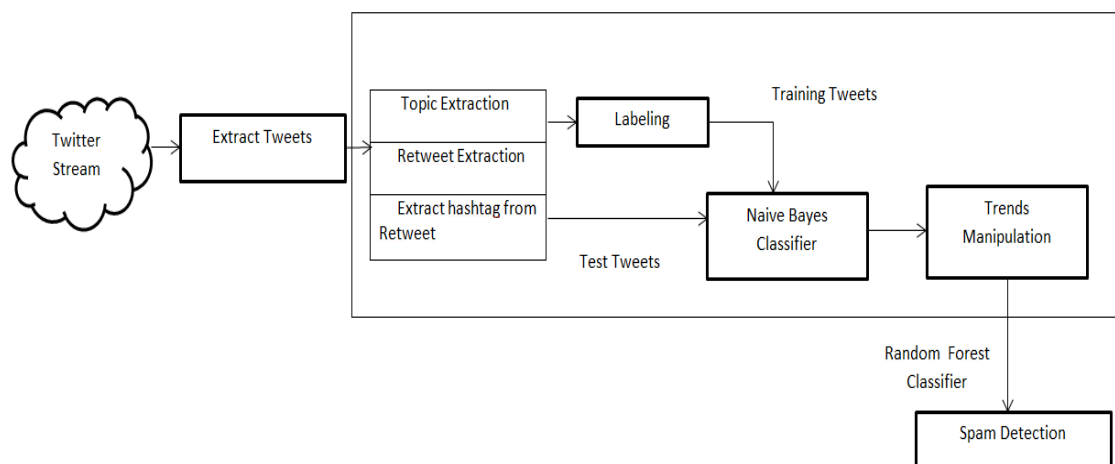 Twitter
Stream
Extract Tweets
Topic Extraction
Retweet Extraction
Extract hashtag from
Retweet
Labeling
Training Tweets
Test Tweets
Naive Bayes
Classifier
Trends
Manipulation
Random Forest
Classifier
Spam Detection